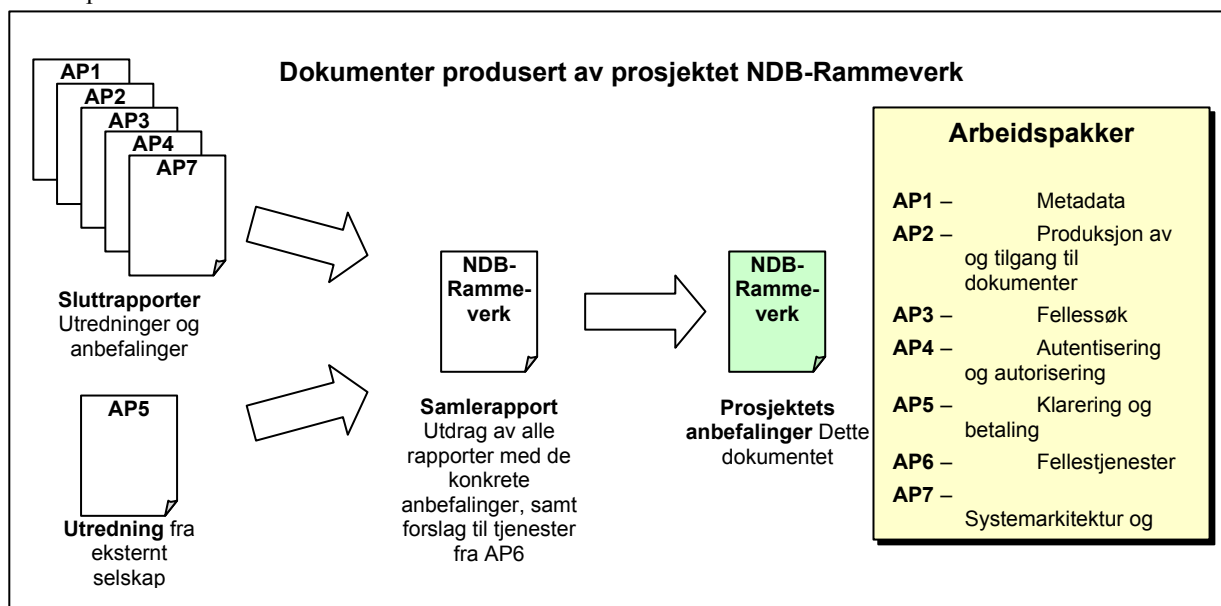 Dokumenter produsert av prosjektet NDB-Rammeverk
AP1
AP2
AP3
AP4
AP7
Sluttrapporter
Utredninger og
anbefalinger
AP5
Utredning fra
eksternt
selskap
NDB-
Ramme-
verk
Samlerapport
Utdrag av alle
rapporter med de
konkrete
anbefalinger, samt
forslag til tjenester
fra AP6
NDB-
Ramme-
verk
Prosjektets
anbefalinger Dette
dokumentet
Arbeidspakker
AP1 – Metadata
AP2 – Produksjon av
og tilgang til
dokumenter
AP3 – Fellessøk
AP4 – Autentisering
og autorisering
AP5 – Klarering og
betaling
AP6 – Fellestjenester
AP7 –
Systemarkitektur og